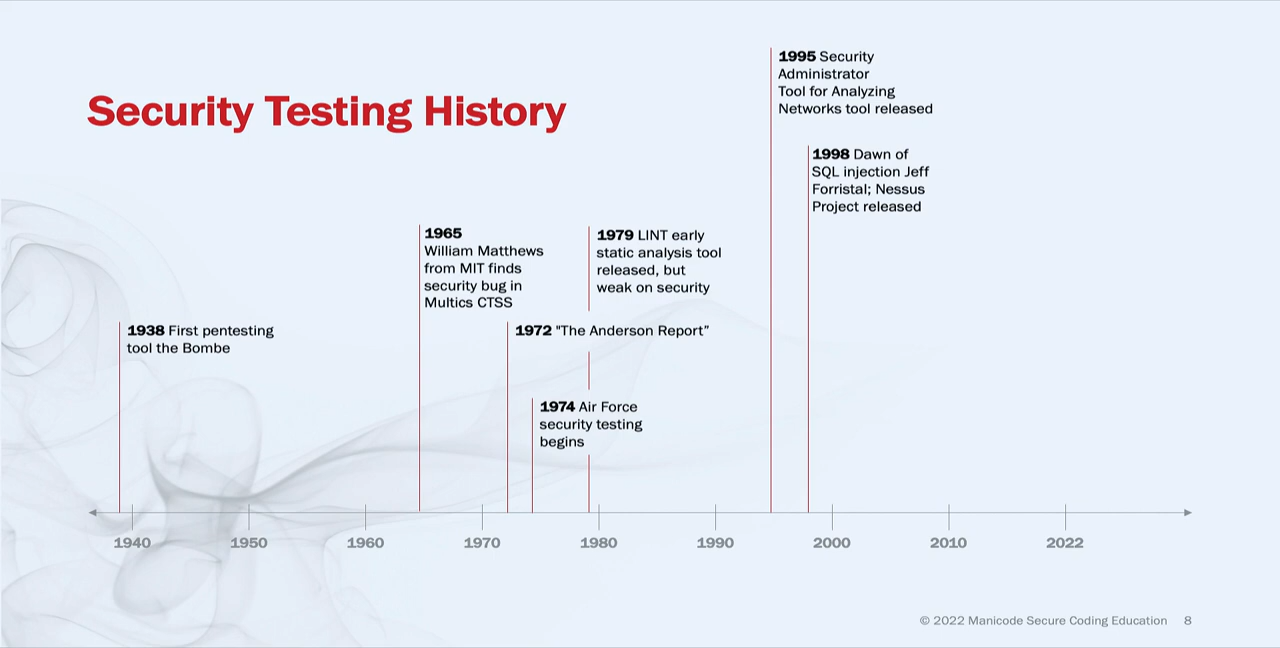 Security Testing History
1995 Security
Administrator
Tool for Analyzing
Networks tool released
1998 Dawn of
SQL injection Jeff
Forristal; Nessus
Project released
1965
William Matthews
from MIT finds
security bug in
Multics CTSS
1979 LINT early
static analysis tool
released, but
weak on security
1938 First pentesting
tool the Bombe
1972 "The Anderson Report”
1974 Air Force
security testing
begins
1940 1950 1960 1970 1980 1990 2000 2010 2022
© 2022 Manicode Secure Coding Education 8